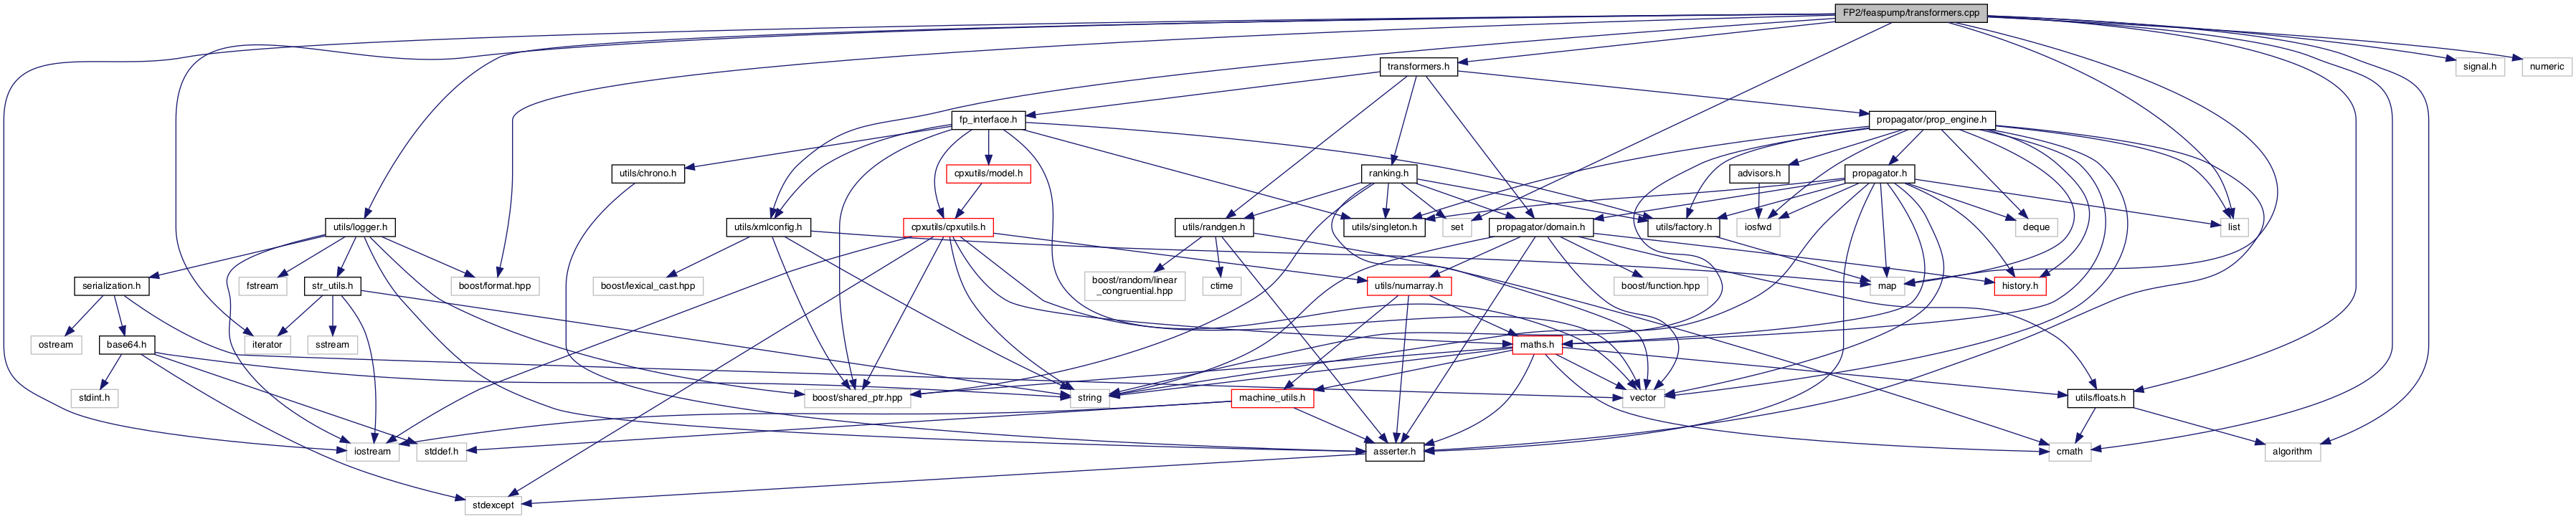 FP2/feaspump/transformers.cpp
transformers.h
signal.h
numeric
fp_interface.h
propagator/prop_engine.h
utils/chrono.h
cpxutils/model.h
ranking.h
advisors.h
propagator.h
utils/logger.h
utils/xmlconfig.h
cpxutils/cpxutils.h
utils/randgen.h
utils/singleton.h
set
propagator/domain.h
utils/factory.h
iosfwd
deque
list
serialization.h
fstream
str_utils.h
boost/format.hpp
boost/lexical_cast.hpp
boost/random/linear
_congruential.hpp
ctime
utils/numarray.h
boost/function.hpp
map
history.h
ostream
base64.h
iterator
sstream
maths.h
stdint.h
boost/shared_ptr.hpp
string
machine_utils.h
vector
utils/floats.h
iostream
stddef.h
asserter.h
cmath
algorithm
stdexcept